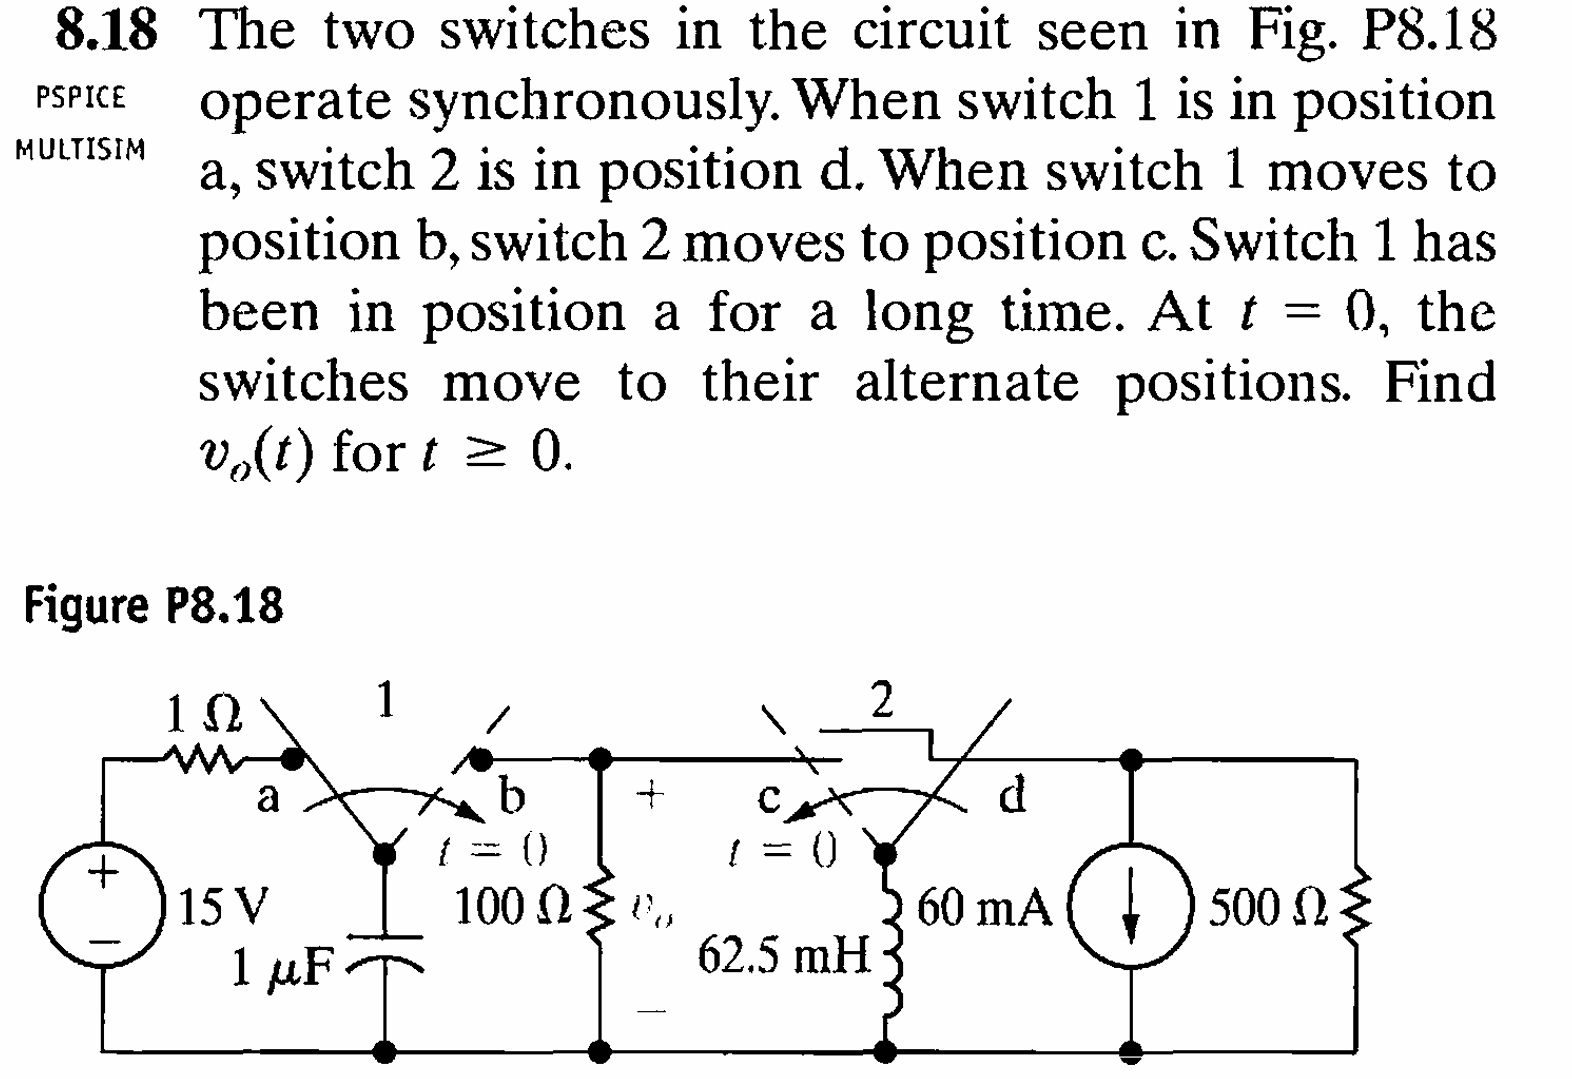 8.18 The two switches in the circuit seen in Fig. P8.18
PSPICE operate synchronously. When switch 1 is in position
MULTISIM a, switch 2 is in position d. When switch 1 moves to
position b, switch 2 moves to position c. Switch 1 has
been in position a for a long time. At t = 0, the
switches move to their alternate positions. Find
vₒ(t) for t ≥ 0.
Figure P8.18
1 Ω 1 2
a b + c d
t = 0 t = 0
15 V 100 Ω vₒ 60 mA 500 Ω
1 μF 62.5 mH
+
−
−